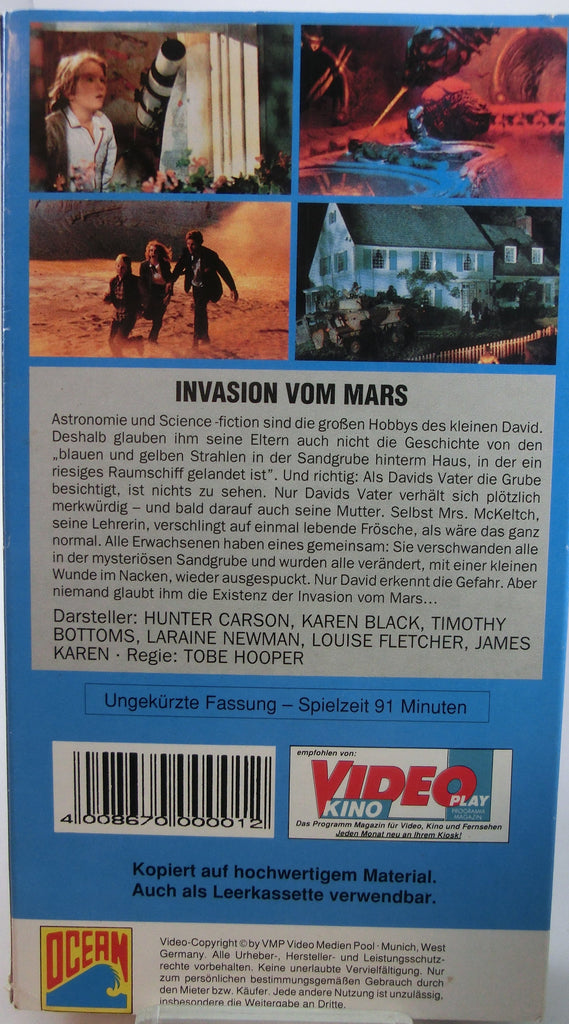 INVASION VOM MARS
Astronomie und Science-fiction sind die großen Hobbys des kleinen David.
Deshalb glauben ihm seine Eltern auch nicht die Geschichte von den
„blauen und gelben Strahlen in der Sandgrube hinterm Haus, in der ein
riesiges Raumschiff gelandet ist”. Und richtig: Als Davids Vater die Grube
besichtigt, ist nichts zu sehen. Nur Davids Vater verhält sich plötzlich
merkwürdig – und bald darauf auch seine Mutter. Selbst Mrs. McKeltch,
seine Lehrerin, verschlingt auf einmal lebende Frösche, als wäre das ganz
normal. Alle Erwachsenen haben eines gemeinsam: Sie verschwanden alle
in der mysteriösen Sandgrube und wurden alle verändert, mit einer kleinen
Wunde im Nacken, wieder ausgespuckt. Nur David erkennt die Gefahr. Aber
niemand glaubt ihm die Existenz der Invasion vom Mars...
Darsteller: HUNTER CARSON, KAREN BLACK, TIMOTHY
BOTTOMS, LARAINE NEWMAN, LOUISE FLETCHER, JAMES
KAREN · Regie: TOBE HOOPER
Ungekürzte Fassung – Spielzeit 91 Minuten
4 008670 000012
empfohlen von:
VIDEO
KINO
PLAY
PROGRAMM
MAGAZIN
Das Programm Magazin für Video, Kino und Fernsehen
Jeden Monat neu an Ihrem Kiosk!
Kopiert auf hochwertigem Material.
Auch als Leerkassette verwendbar.
OCEAN
Video-Copyright © by VMP Video Medien Pool · Munich, West
Germany. Alle Urheber-, Hersteller- und Leistungsschutz-
rechte vorbehalten. Keine unerlaubte Vervielfältigung. Nur
zum persönlichen bestimmungsgemäßen Gebrauch durch
den Mieter bzw. Käufer. Jede andere Nutzung ist unzulässig,
insbesondere die Weitergabe an Dritte.